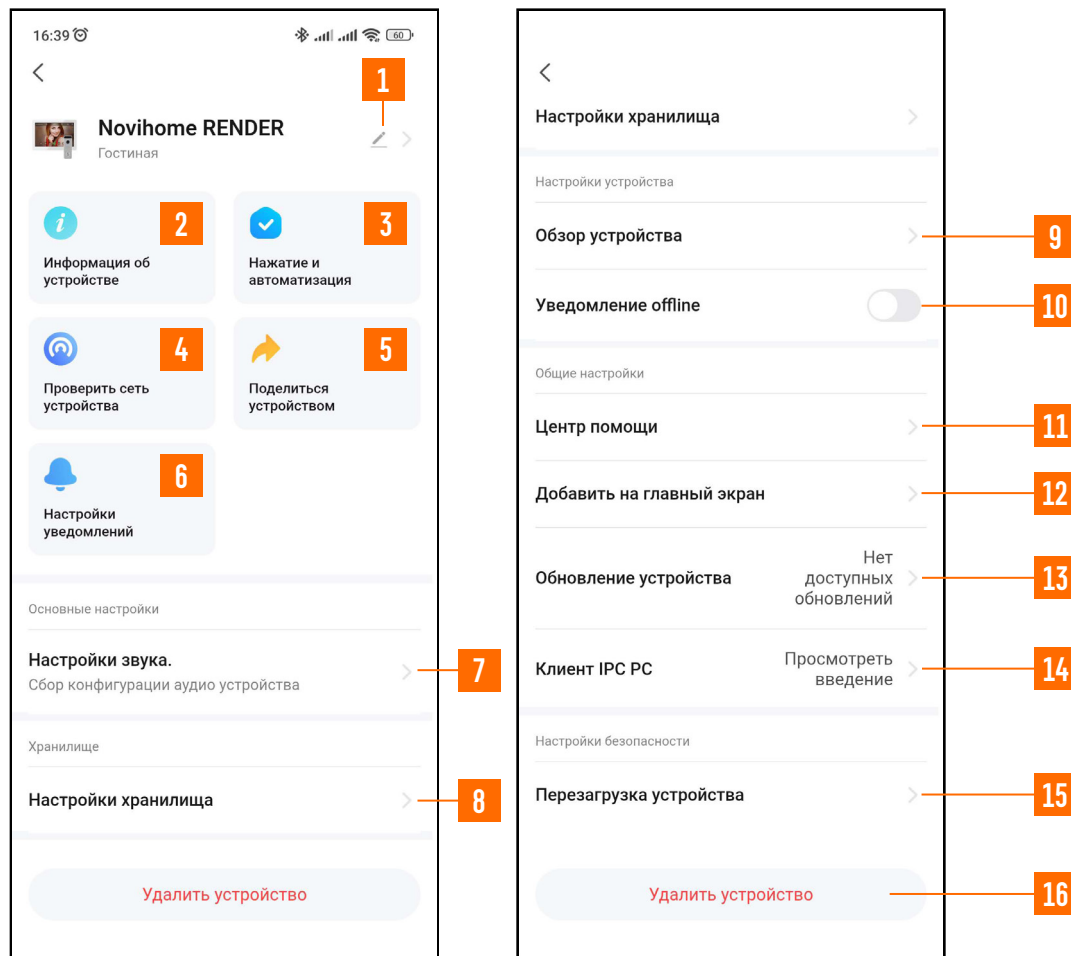 16:39
60
1
Novihome RENDER
Гостиная
2
3
Информация об
устройстве
Нажатие и
автоматизация
4
5
Проверить сеть
устройства
Поделиться
устройством
6
Настройки
уведомлений
Основные настройки
Настройки звука.
Сбор конфигурации аудио устройства
7
Хранилище
Настройки хранилища
8
Удалить устройство
Настройки хранилища
Настройки устройства
Обзор устройства
9
Уведомление offline
10
Общие настройки
Центр помощи
11
Добавить на главный экран
12
Обновление устройства
Нет
доступных
обновлений
13
Клиент IPC PC
Просмотреть
введение
14
Настройки безопасности
Перезагрузка устройства
15
Удалить устройство
16